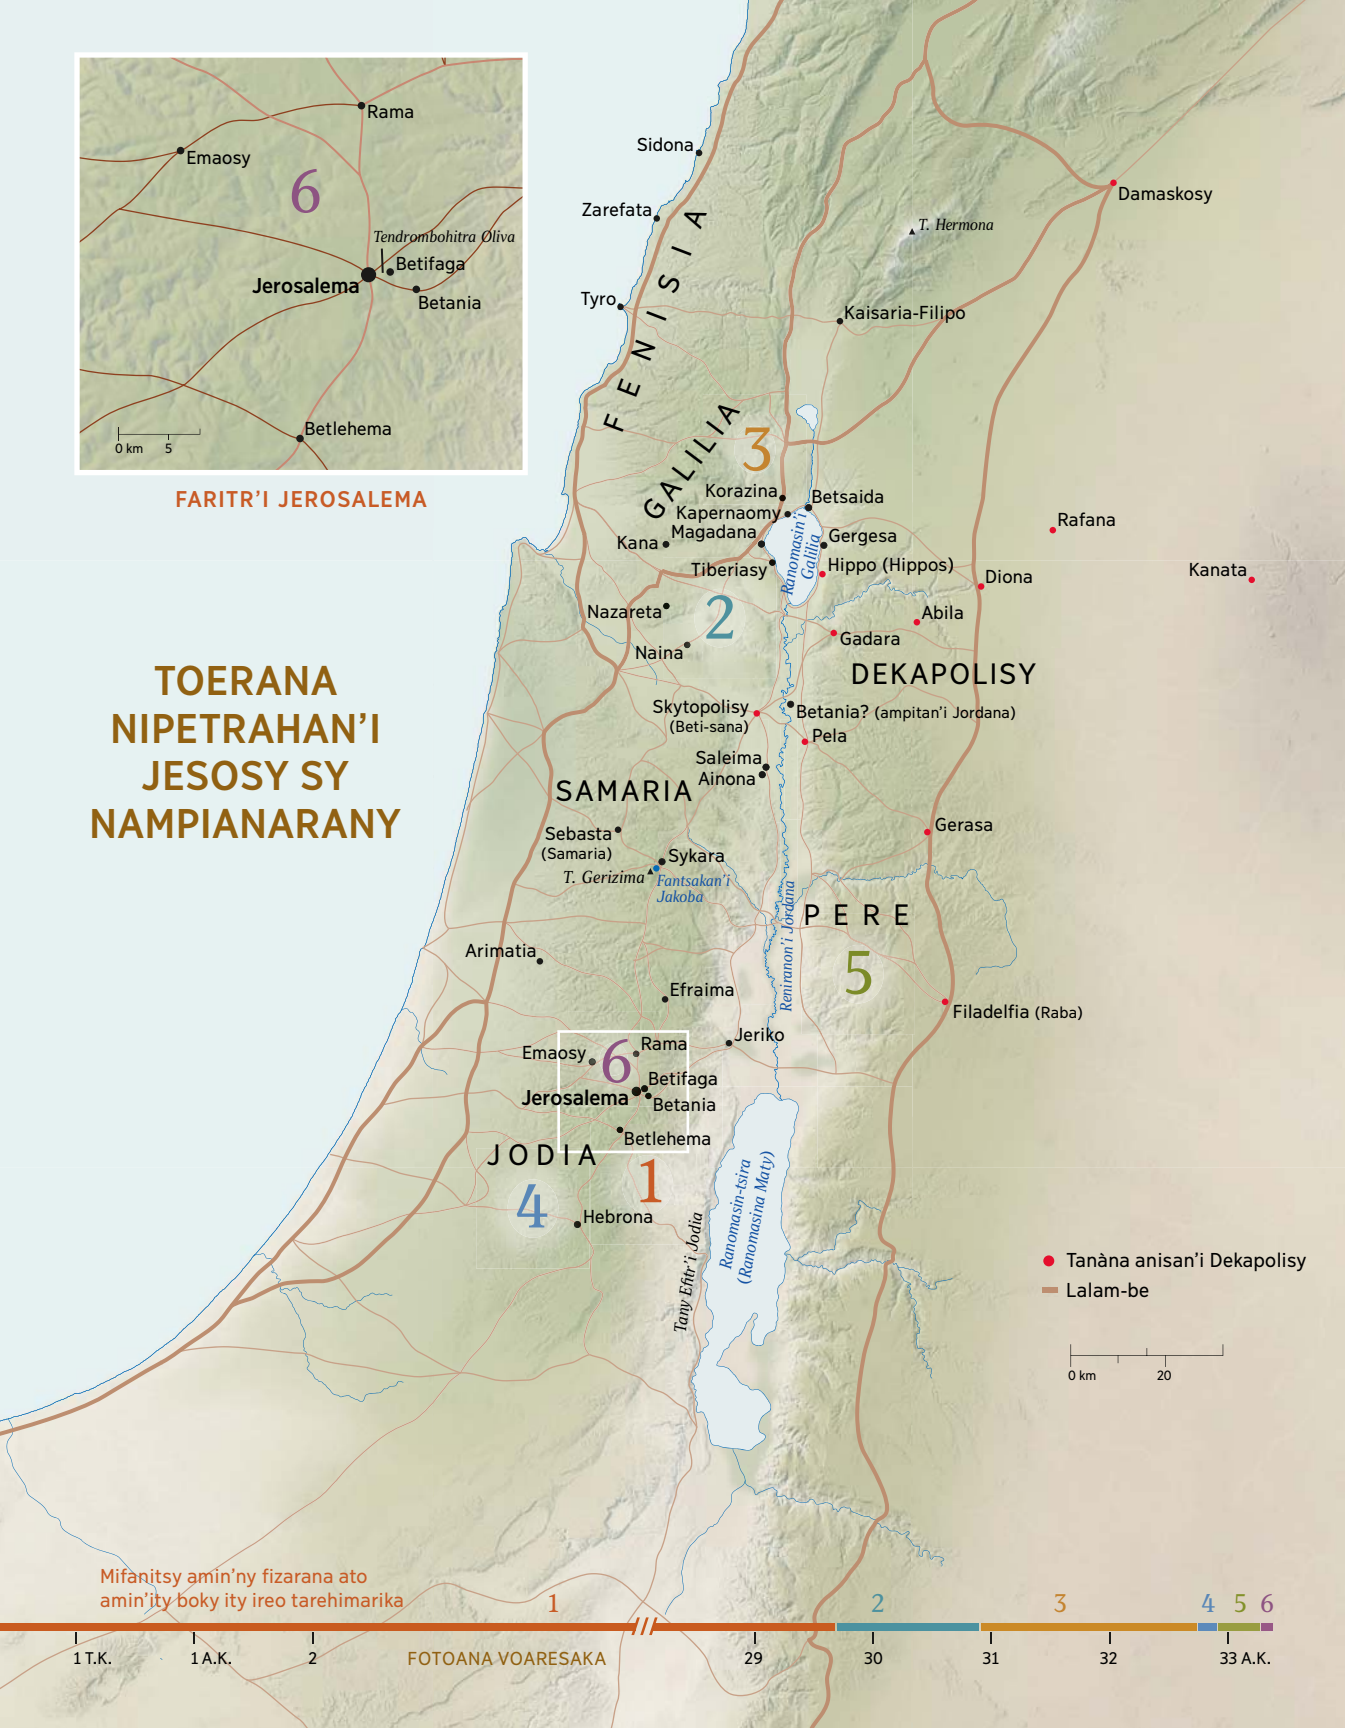 Rama
Emaosy
6
Tendrombohitra Oliva
Betifaga
Jerosalema
Betania
Betlehema
0 km 5
FARITR’I JEROSALEMA
TOERANA
NIPETRAHAN’I
JESOSY SY
NAMPIANARANY
Sidona
Zarefata
Damaskosy
T. Hermona
Tyro
Kaisaria-Filipo
FENISIA
GALILIA
3
Korazina
Betsaida
Kapernaomy
Magadana
Kana
Gergesa
Ranomasin’i
Galilia
Tiberiasy
Hippo (Hippos)
Rafana
Kanata
Diona
Nazareta
2
Abila
Gadara
Naina
DEKAPOLISY
Skytopolisy
(Beti-sana)
Betania? (ampitan’i Jordana)
Pela
Saleima
Ainona
SAMARIA
Sebasta
(Samaria)
Gerasa
Sykara
T. Gerizima
Fantsakan’i
Jakoba
Reniranon’i Jordana
PERE
5
Arimatia
Efraima
Filadelfia (Raba)
Jeriko
Emaosy
6
Rama
Betifaga
Jerosalema
Betania
Betlehema
JODIA
1
4
Hebrona
Ranomasin-tsira
(Ranomasina Maty)
Tany Efitr’i Jodia
Tanàna anisan’i Dekapolisy
Lalam-be
0 km 20
Mifanitsy amin’ny fizarana ato
amin’ity boky ity ireo tarehimarika
1 2 3 4 5 6
1 T.K. 1 A.K. 2 FOTOANA VOARESAKA 29 30 31 32 33 A.K.